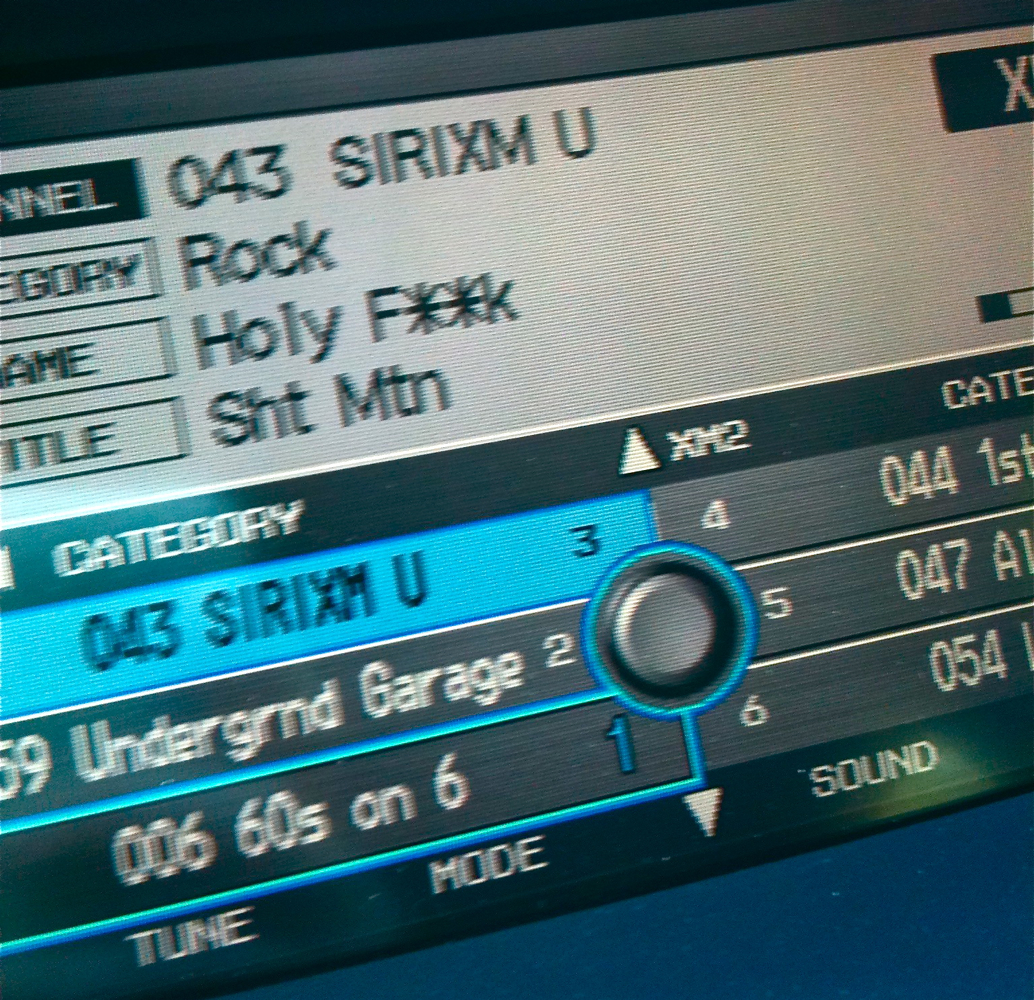 NNEL 043 SIRIXM U
EGORY Rock
AME Holy F**k
ITLE Sht Mtn
XM2 CATE
CATEGORY
043 SIRIXM U 3
4 044 1st
59 Undergrnd Garage 2
5 047 Al
006 60s on 6 1
6 054
MODE SOUND
TUNE